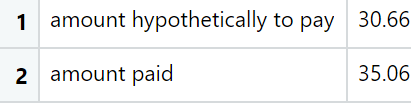 1 amount hypothetically to pay 30.66
2 amount paid 35.06